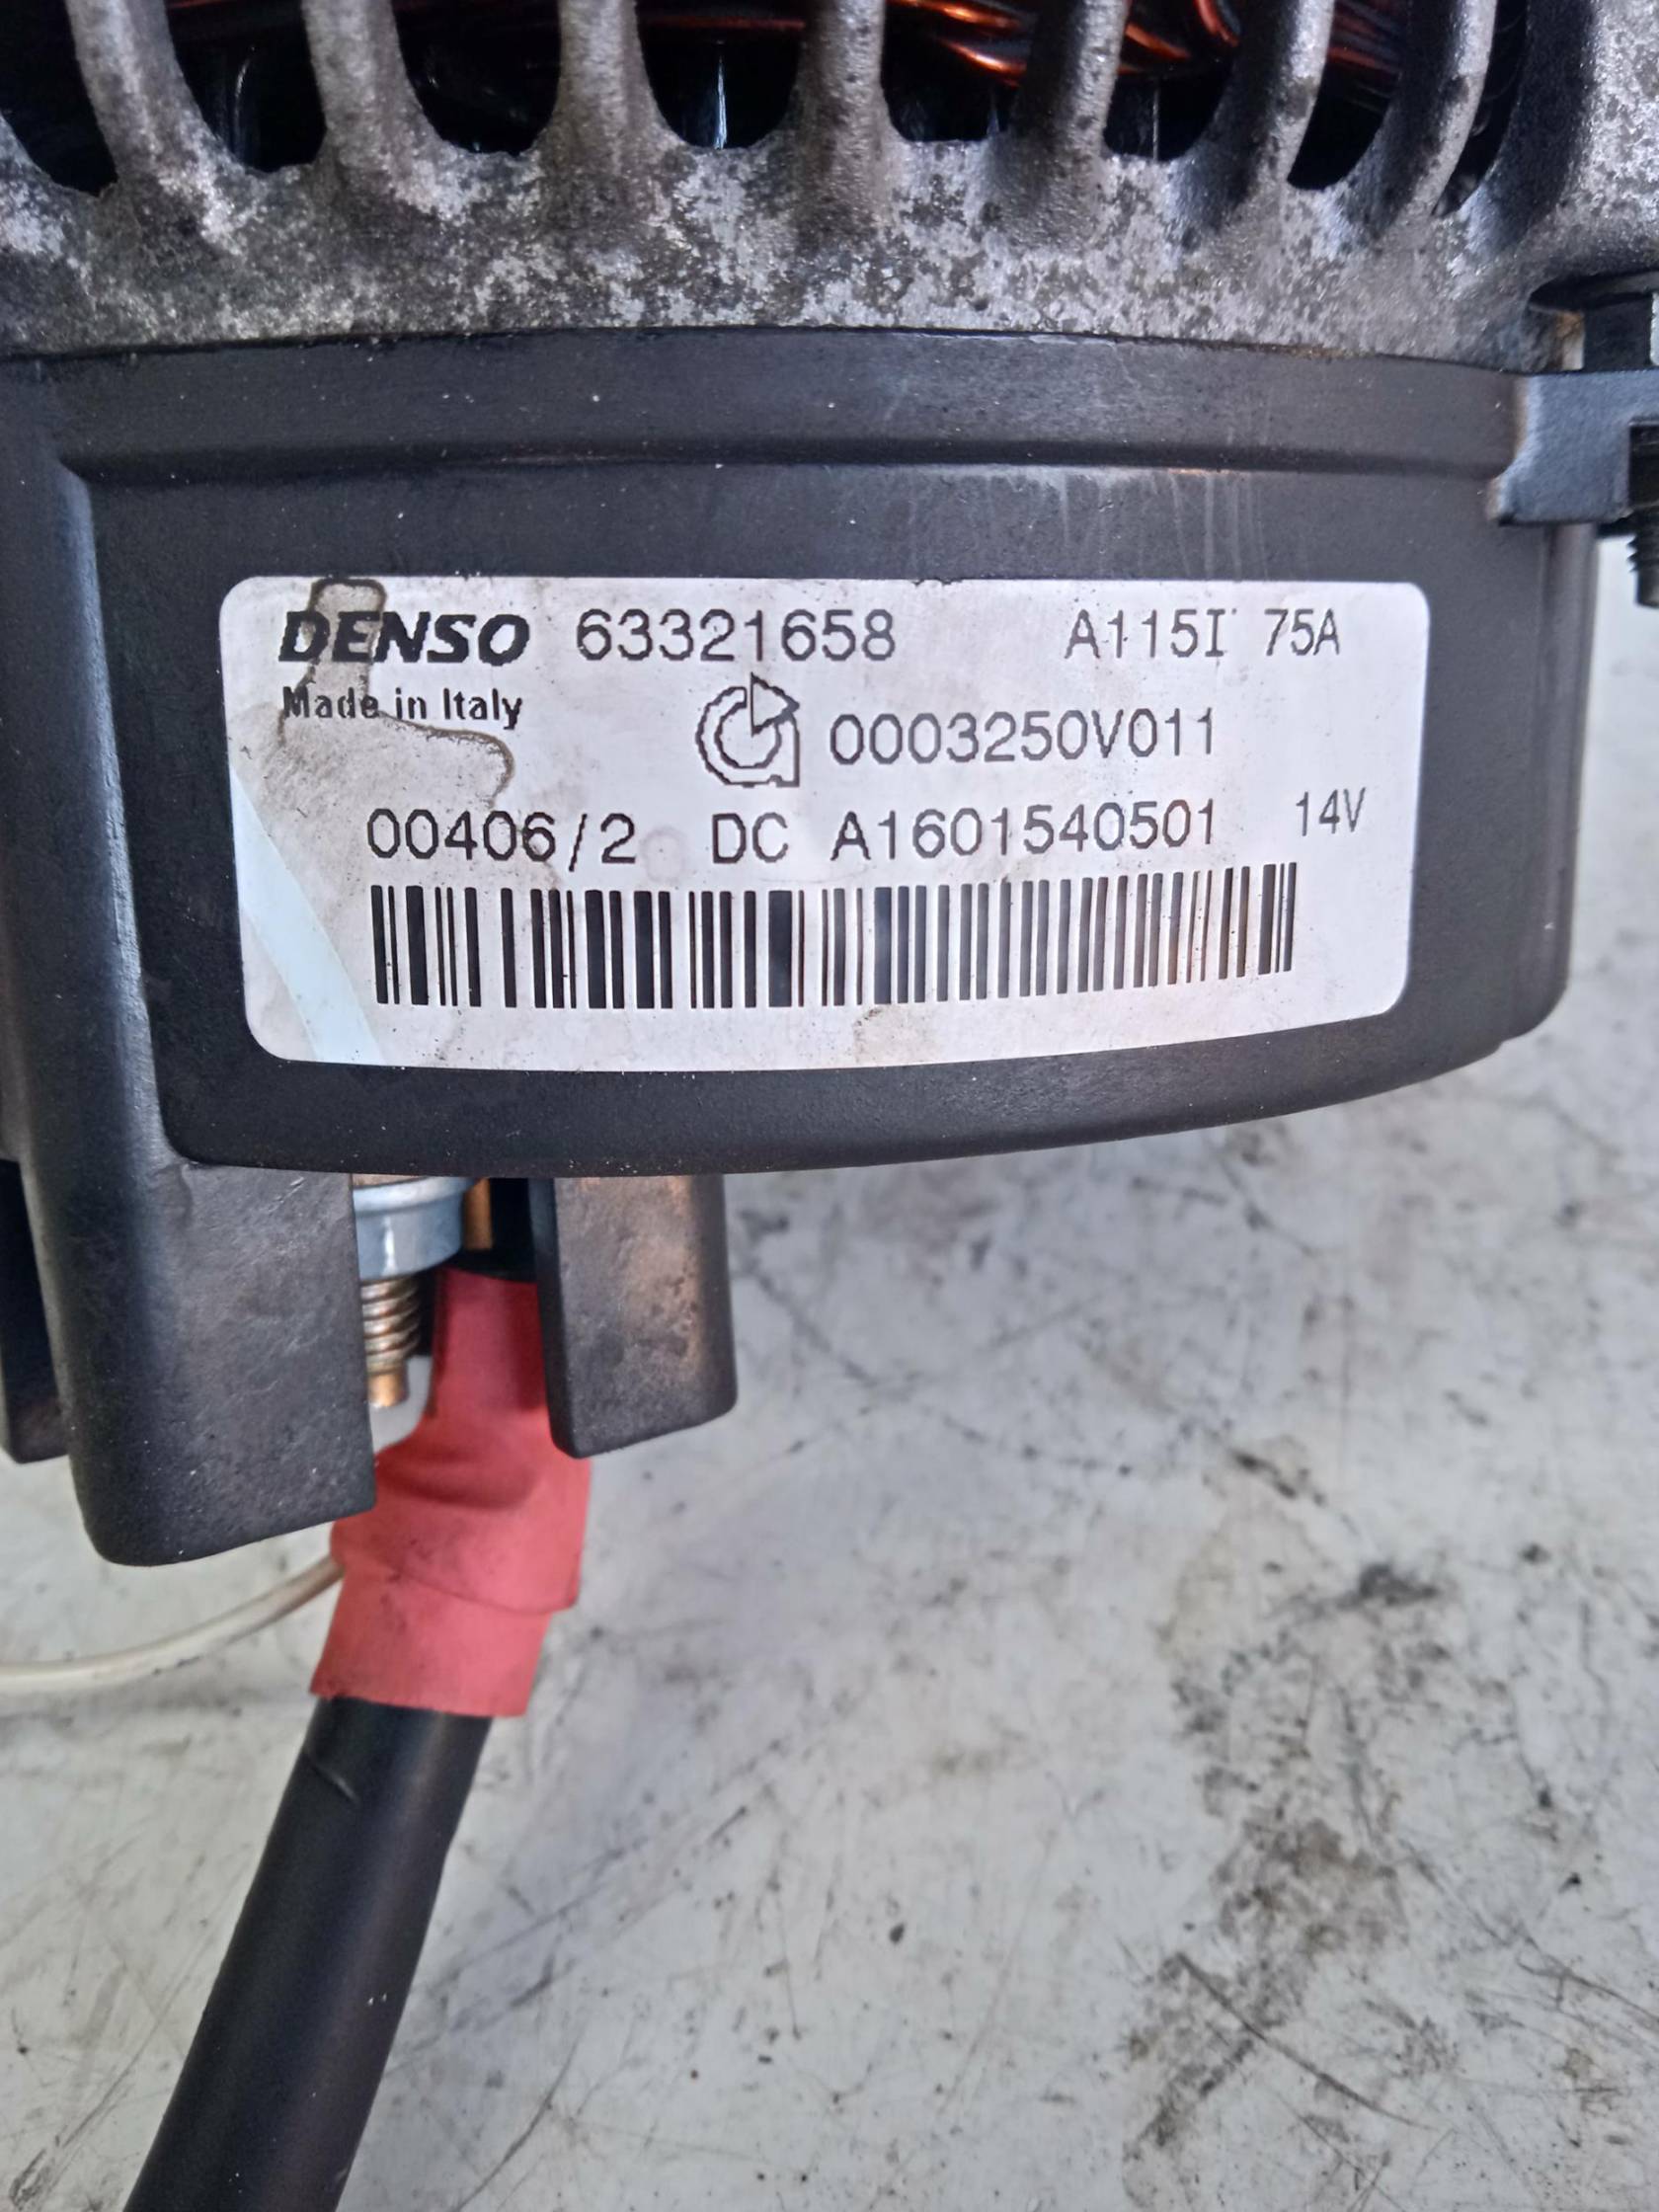 DENSO 63321658 A115I 75A
Made in Italy
0003250V011
00406/2 DC A1601540501 14V